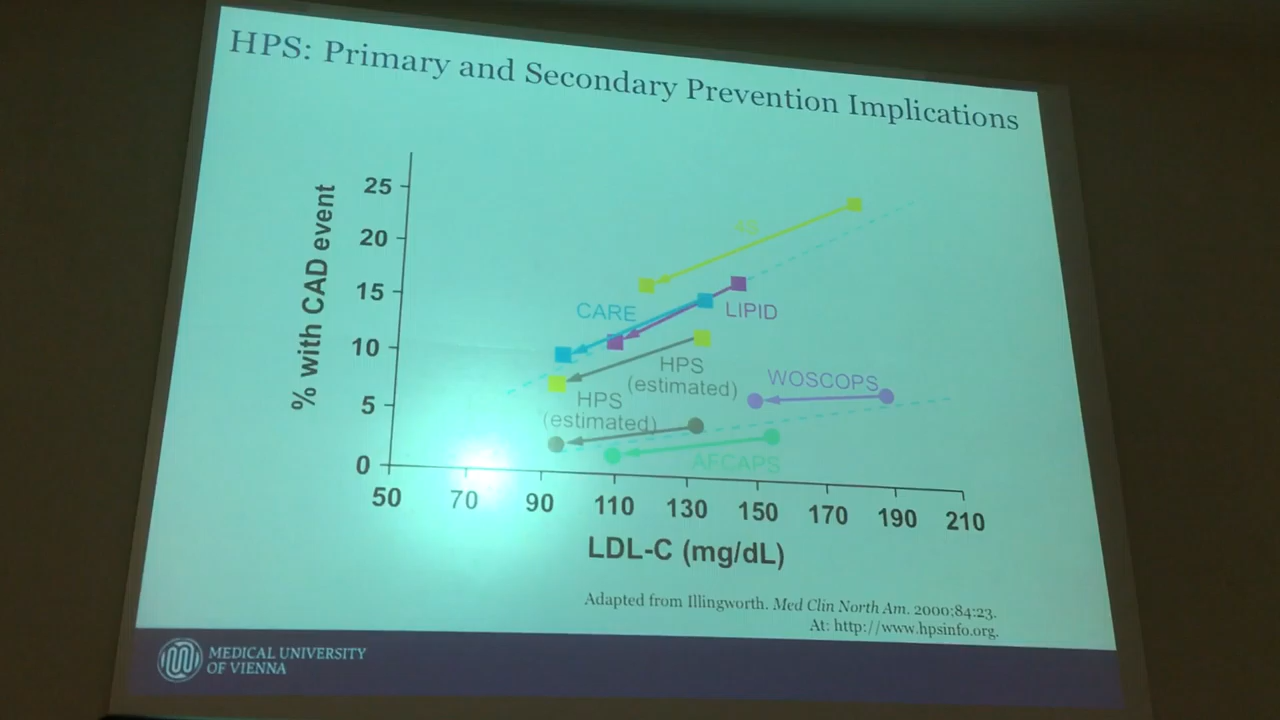 HPS: Primary and Secondary Prevention Implications
% with CAD event
25
20
15
10
5
0
4S
CARE
LIPID
HPS
(estimated)
WOSCOPS
HPS
(estimated)
AFCAPS
50 70 90 110 130 150 170 190 210
LDL-C (mg/dL)
Adapted from Illingworth. Med Clin North Am. 2000;84:23.
At: http://www.hpsinfo.org.
MEDICAL UNIVERSITY
OF VIENNA